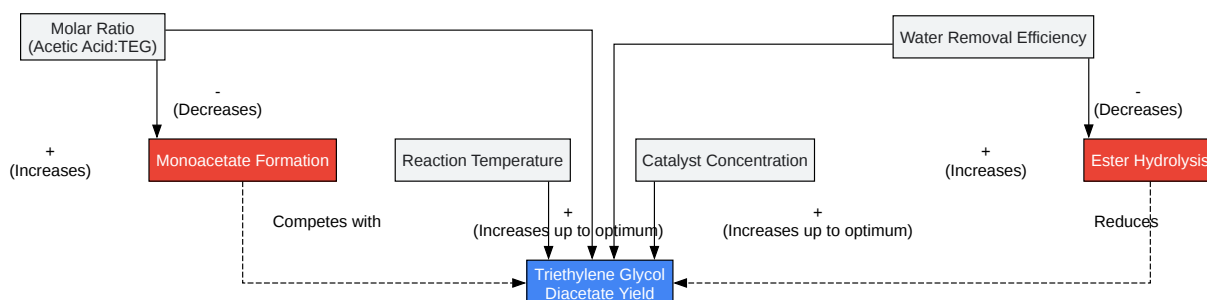 Molar Ratio
(Acetic Acid:TEG)
Water Removal Efficiency
-
(Decreases)
-
(Decreases)
+
(Increases)
Monoacetate Formation
Reaction Temperature
Catalyst Concentration
+
(Increases)
Ester Hydrolysis
Competes with
+
(Increases up to optimum)
+
(Increases up to optimum)
Reduces
Triethylene Glycol
Diacetate Yield